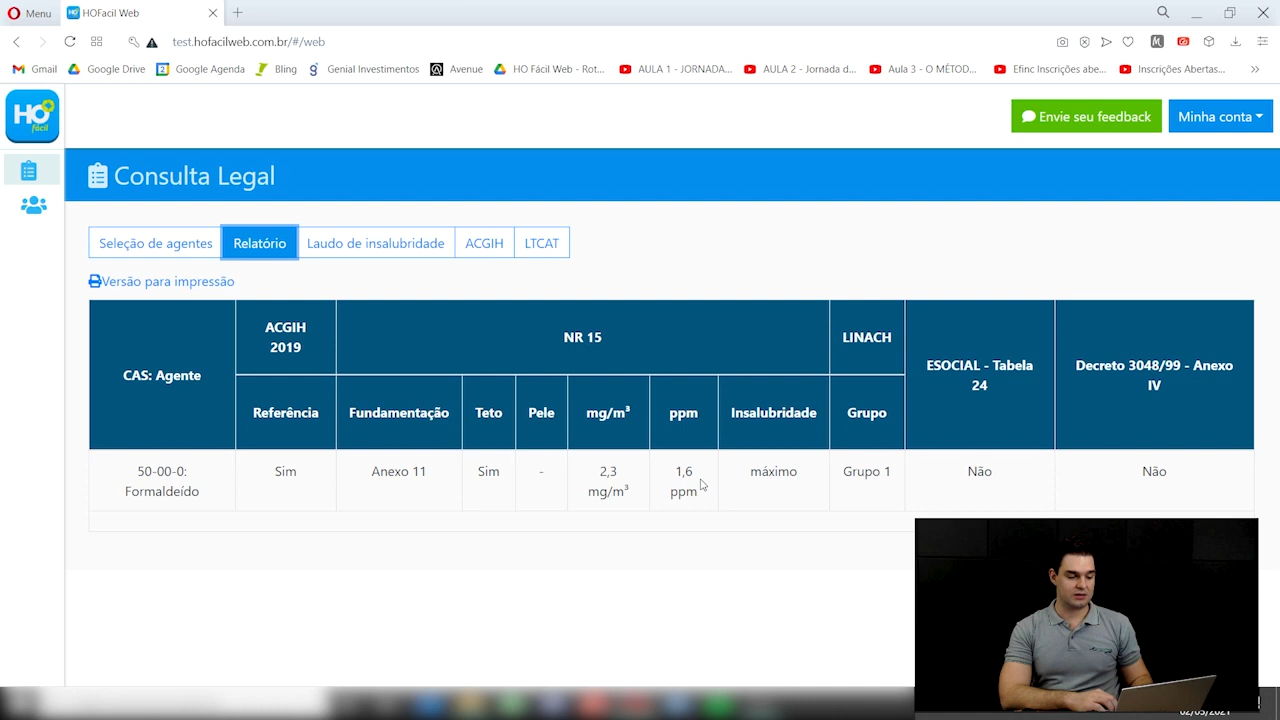 Menu
HOFacil Web
test.hofacilweb.com.br/#/web
Gmail
Google Drive
Google Agenda
Bling
Genial Investimentos
Avenue
HO Fácil Web - Rot...
AULA 1 - JORNADA...
AULA 2 - Jornada d...
Aula 3 - O MÉTOD...
Efinc Inscrições abe...
Inscrições Abertas...
HO
fácil
Envie seu feedback
Minha conta
Consulta Legal
Seleção de agentes
Relatório
Laudo de insalubridade
ACGIH
LTCAT
Versão para impressão
CAS: Agente
ACGIH
2019
NR 15
LINACH
ESOCIAL - Tabela
24
Decreto 3048/99 - Anexo
IV
Referência
Fundamentação
Teto
Pele
mg/m³
ppm
Insalubridade
Grupo
50-00-0:
Formaldeído
Sim
Anexo 11
Sim
-
2,3
mg/m³
1,6
ppm
máximo
Grupo 1
Não
Não